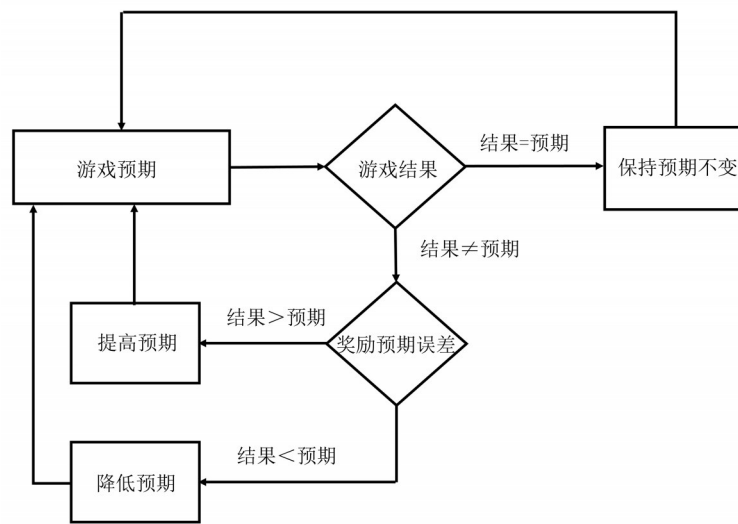 结果=预期
游戏预期
游戏结果
保持预期不变
结果≠预期
结果＞预期
提高预期
奖励预期误差
结果＜预期
降低预期